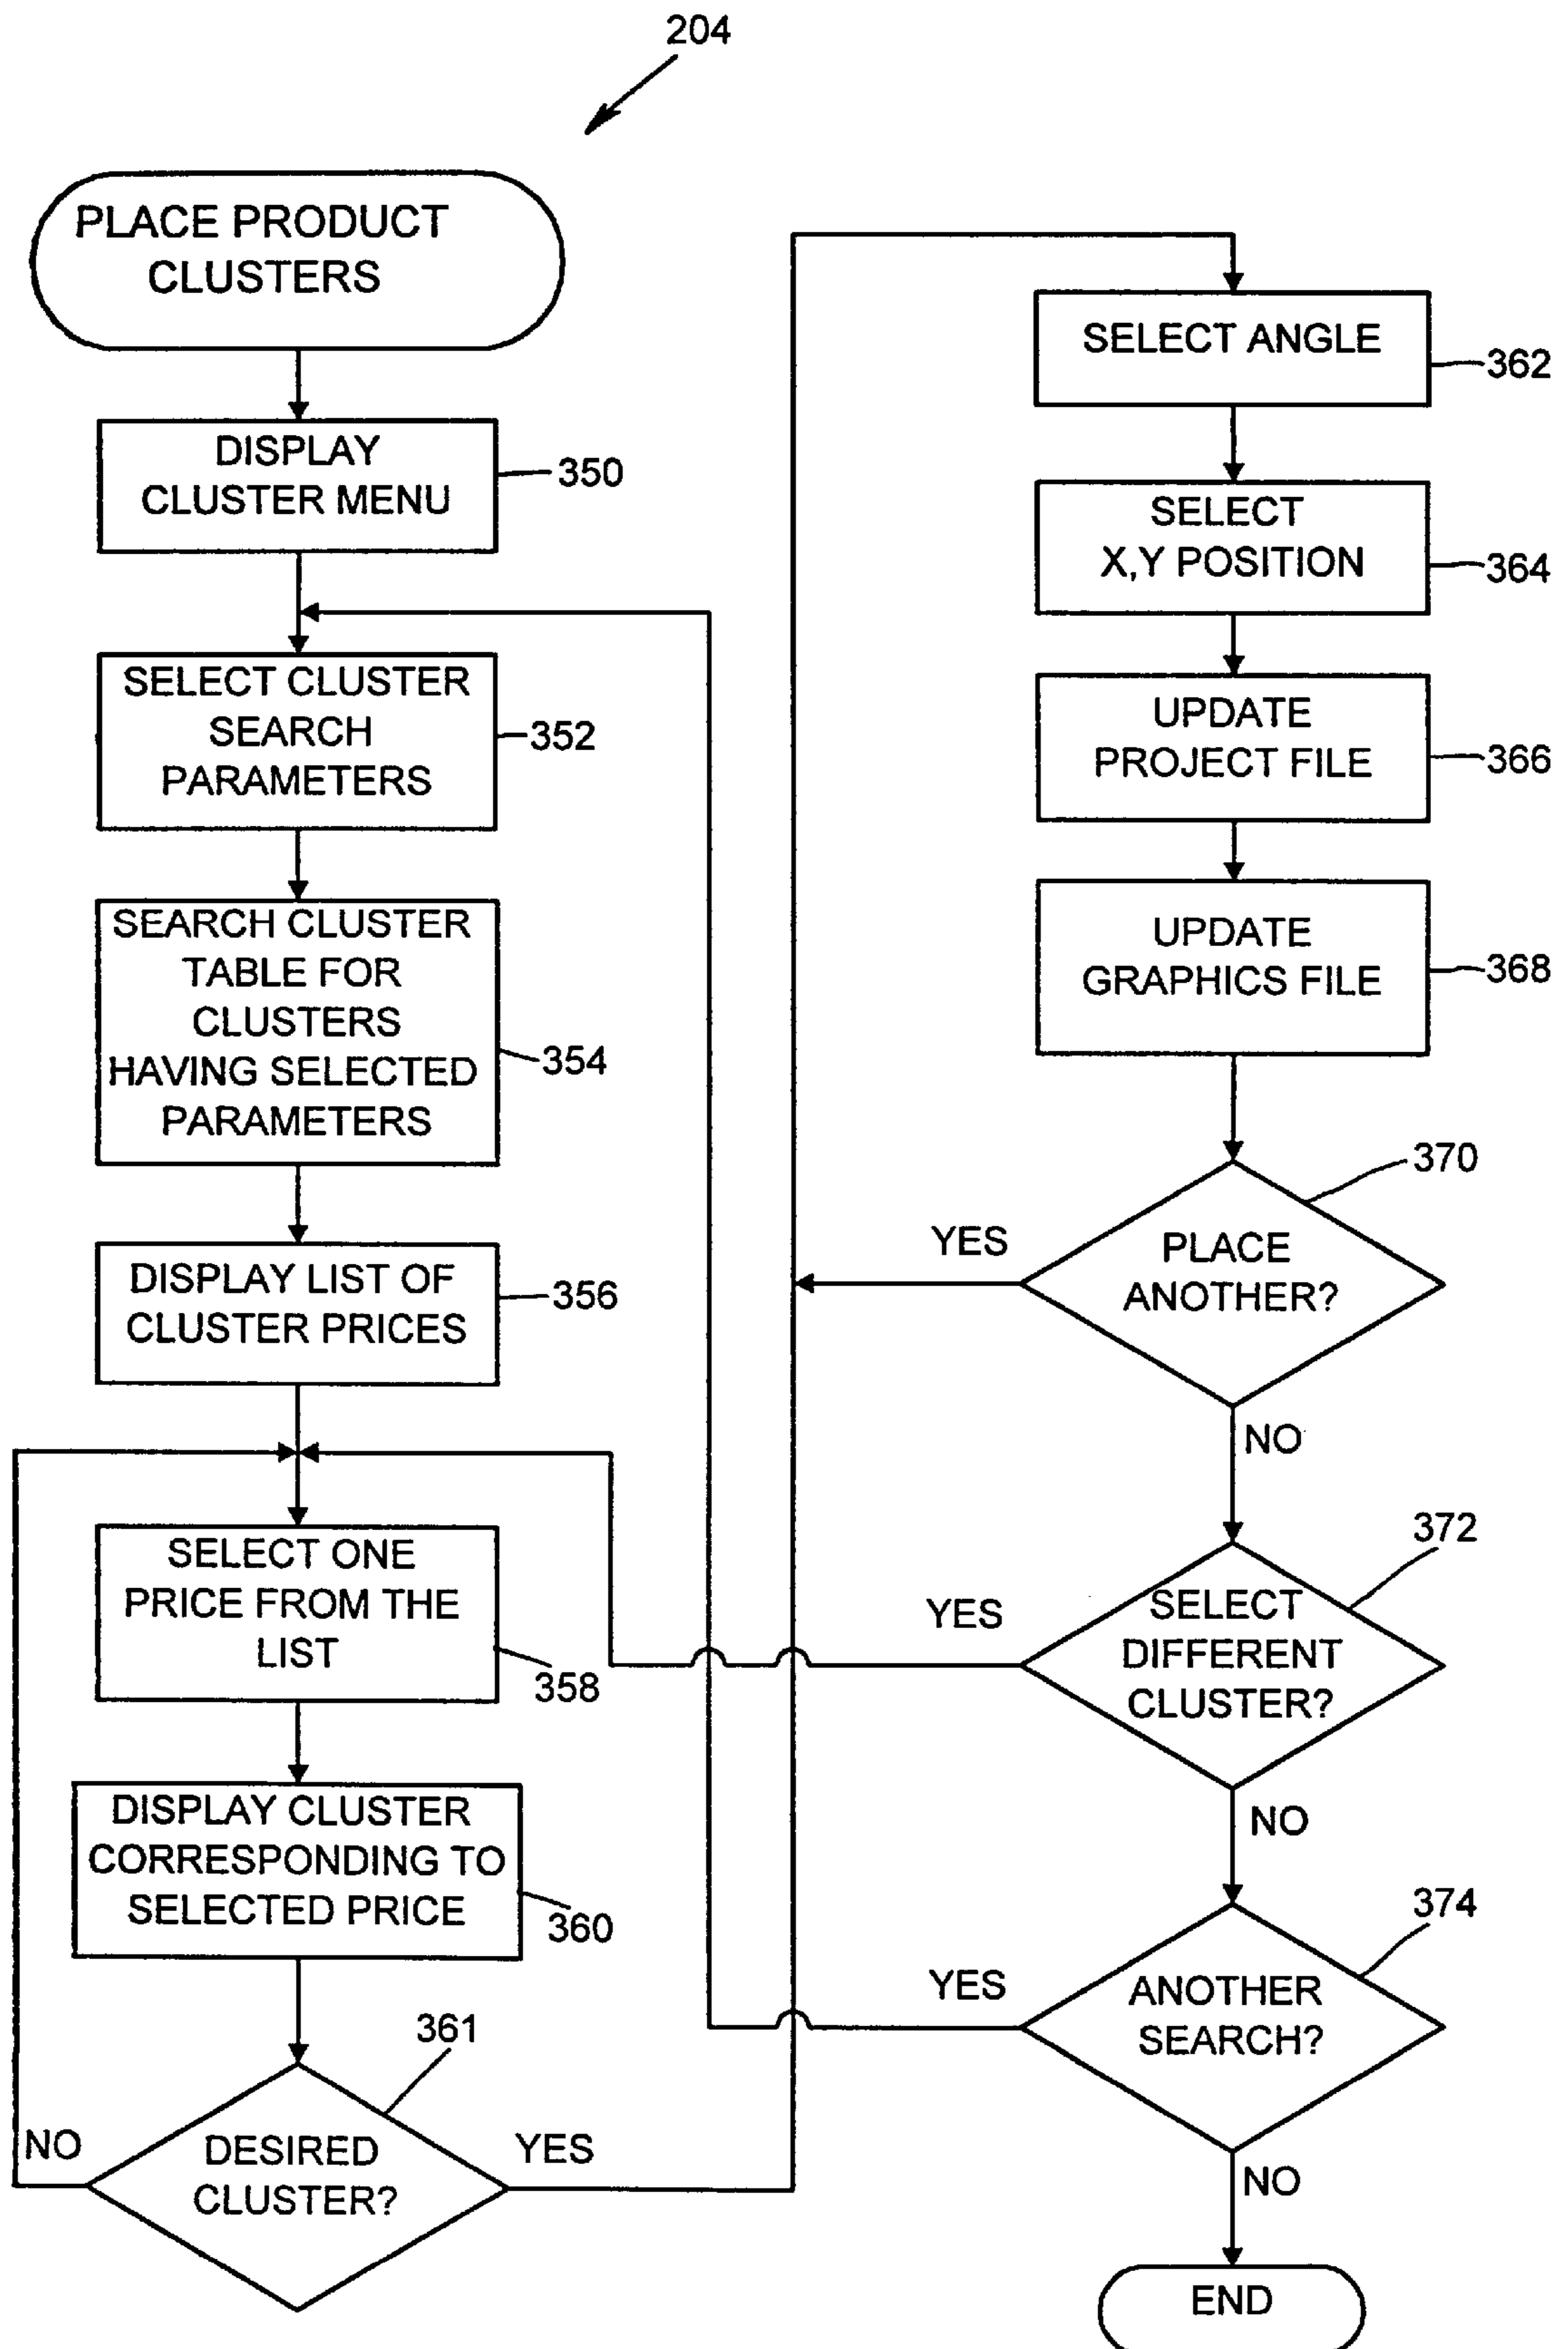 204
PLACE PRODUCT
CLUSTERS
DISPLAY
CLUSTER MENU
350
SELECT CLUSTER
SEARCH
PARAMETERS
352
SEARCH CLUSTER
TABLE FOR
CLUSTERS
HAVING SELECTED
PARAMETERS
354
DISPLAY LIST OF
CLUSTER PRICES
356
SELECT ONE
PRICE FROM THE
LIST
358
DISPLAY CLUSTER
CORRESPONDING TO
SELECTED PRICE
360
361
DESIRED
CLUSTER?
NO
YES
SELECT ANGLE
362
SELECT
X,Y POSITION
364
UPDATE
PROJECT FILE
366
UPDATE
GRAPHICS FILE
368
370
PLACE
ANOTHER?
YES
NO
372
SELECT
DIFFERENT
CLUSTER?
YES
NO
374
ANOTHER
SEARCH?
YES
NO
END